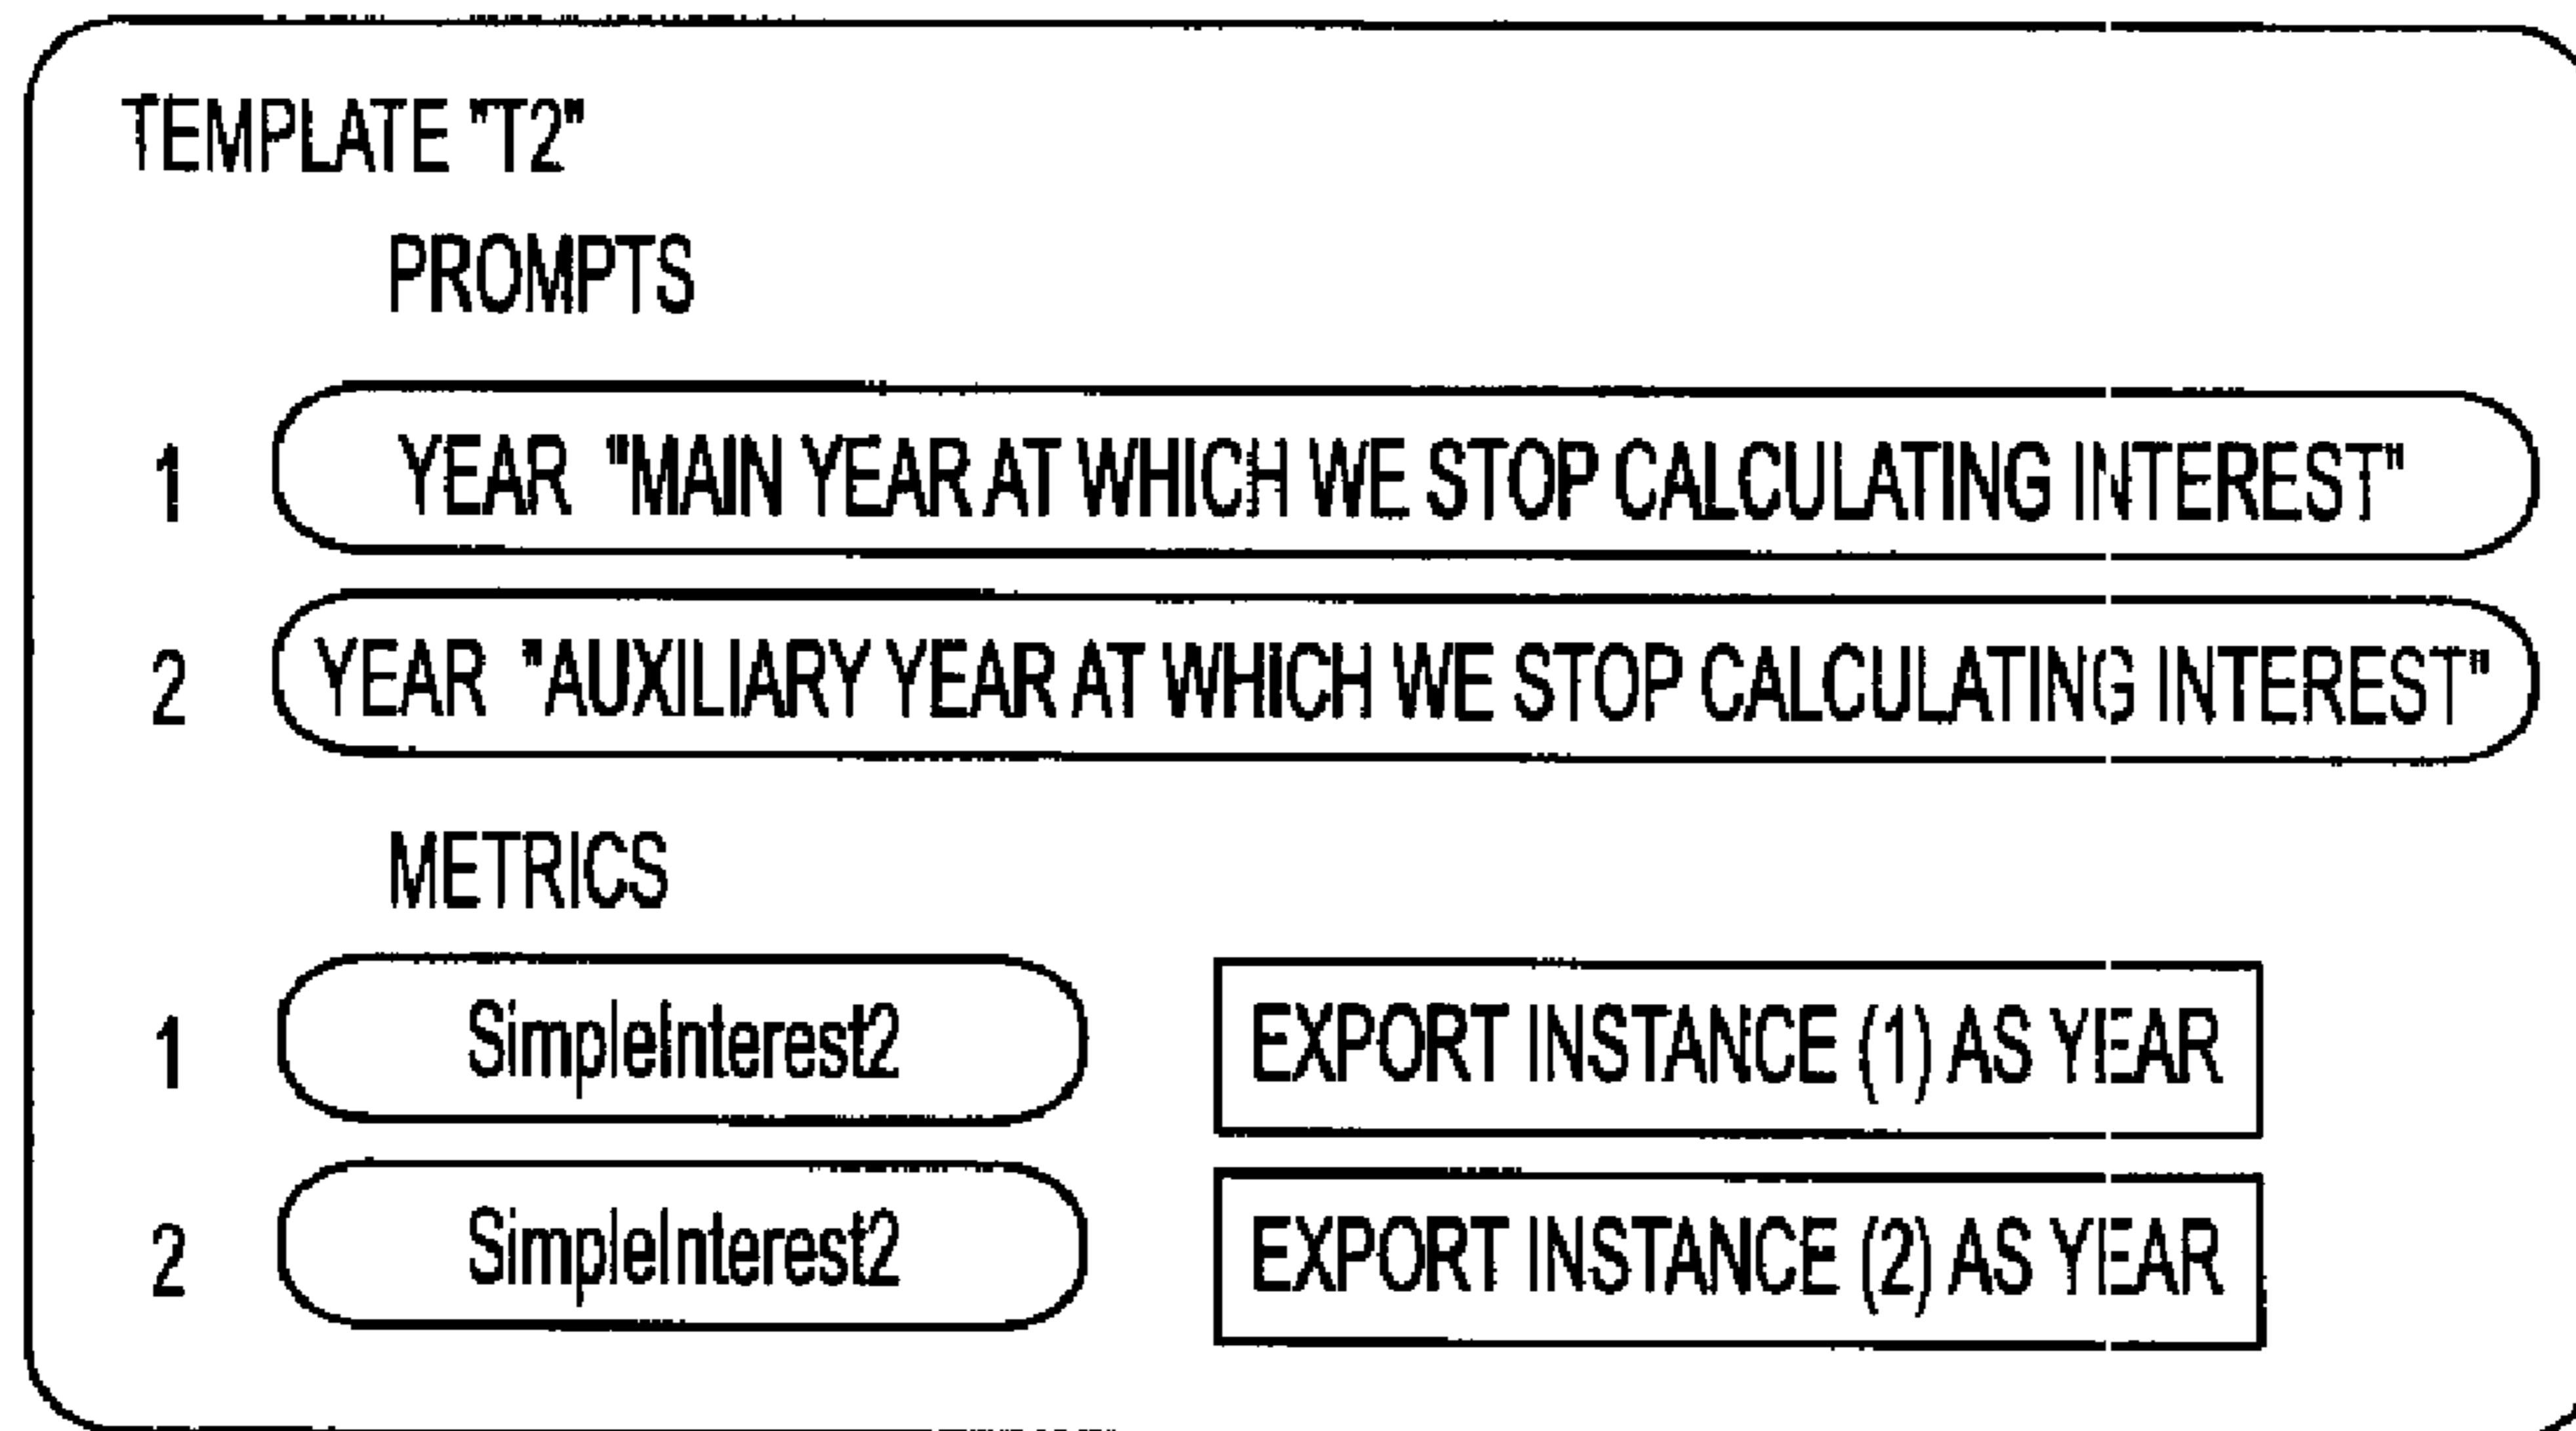 TEMPLATE "T2"
PROMPTS
1 YEAR "MAIN YEAR AT WHICH WE STOP CALCULATING INTEREST"
2 YEAR "AUXILIARY YEAR AT WHICH WE STOP CALCULATING INTEREST"
METRICS
1 SimpleInterest2 EXPORT INSTANCE (1) AS YEAR
2 SimpleInterest2 EXPORT INSTANCE (2) AS YEAR